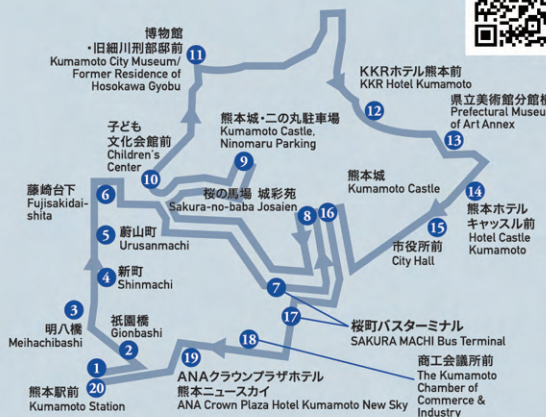 博物館
・旧細川刑部邸前
Kumamoto City Museum/
Former Residence of
Hosokawa Gyobu
11
KKRホテル熊本前
KKR Hotel Kumamoto
12
県立美術館分館
Prefectural Museum
of Art Annex
13
熊本城・二の丸駐車場
Kumamoto Castle,
Ninomaru Parking
9
子ども
文化会館前
Children's
Center
10
熊本城
Kumamoto Castle
藤崎台下
Fujisakidai-
shita
6
桜の馬場 城彩苑
Sakura-no-baba Josaien
8
16
14
熊本ホテル
キャッスル前
Hotel Castle
Kumamoto
15
市役所前
City Hall
5
蔚山町
Urusanmachi
4
新町
Shinmachi
7
3
明八橋
Meihachibashi
祇園橋
Gionbashi
2
17
桜町バスターミナル
SAKURA MACHI Bus Terminal
18
商工会議所前
The Kumamoto
Chamber of
Commerce &
Industry
1
20
熊本駅前
Kumamoto Station
19
ANAクラウンプラザホテル
熊本ニュースカイ
ANA Crown Plaza Hotel Kumamoto New Sky